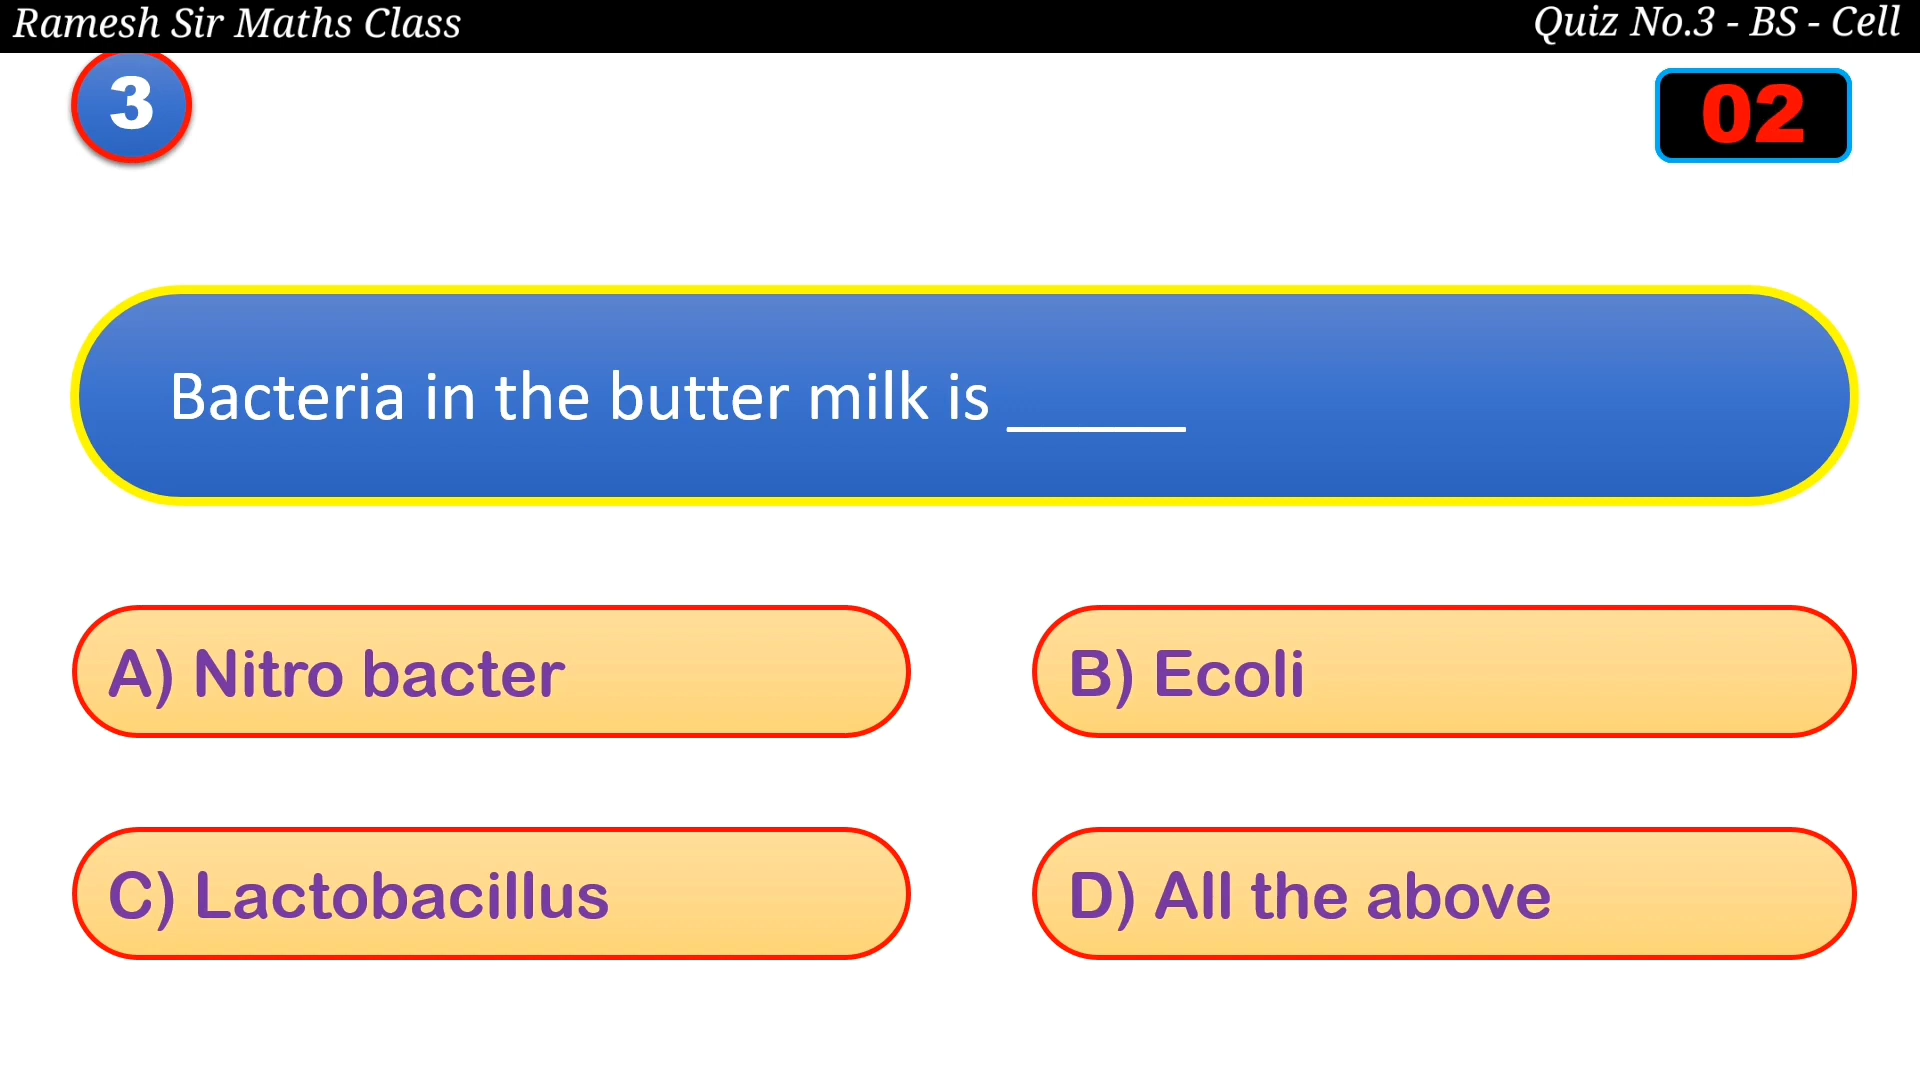 Ramesh Sir Maths Class
Quiz No.3 - BS - Cell
3
02
Bacteria in the butter milk is ______
A) Nitro bacter
B) Ecoli
C) Lactobacillus
D) All the above